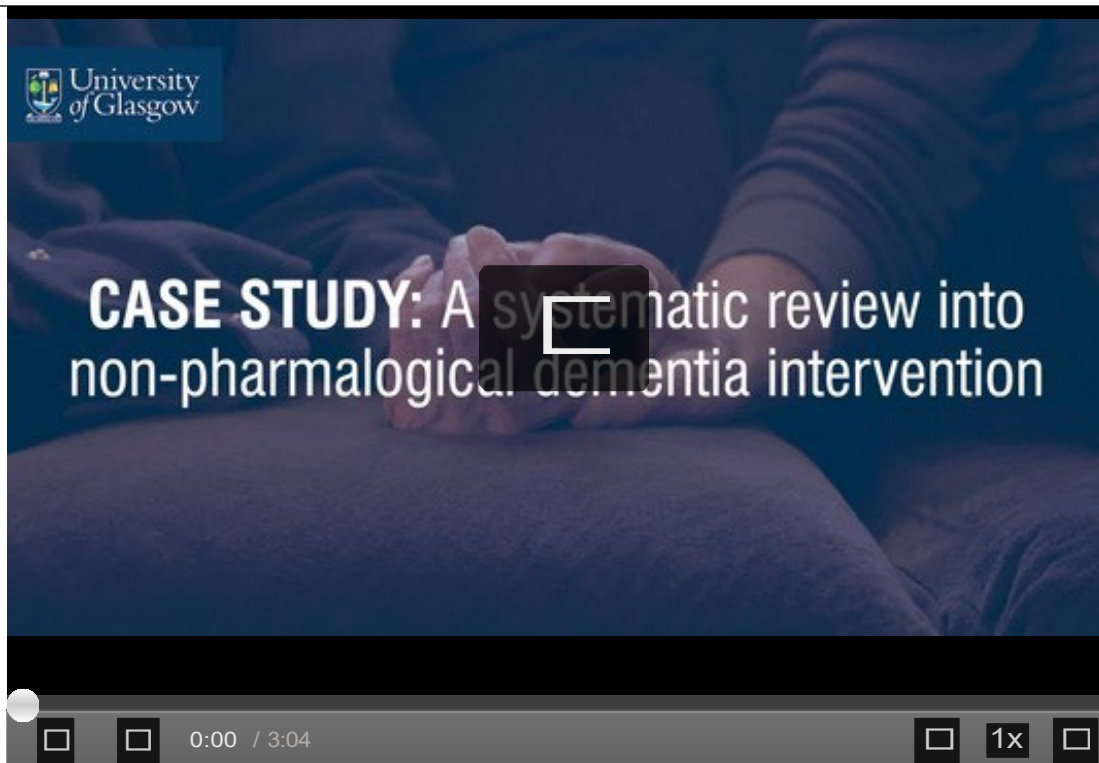 University
of Glasgow
CASE STUDY: A systematic review into
non-pharmalogical dementia intervention
0:00 / 3:04
1x